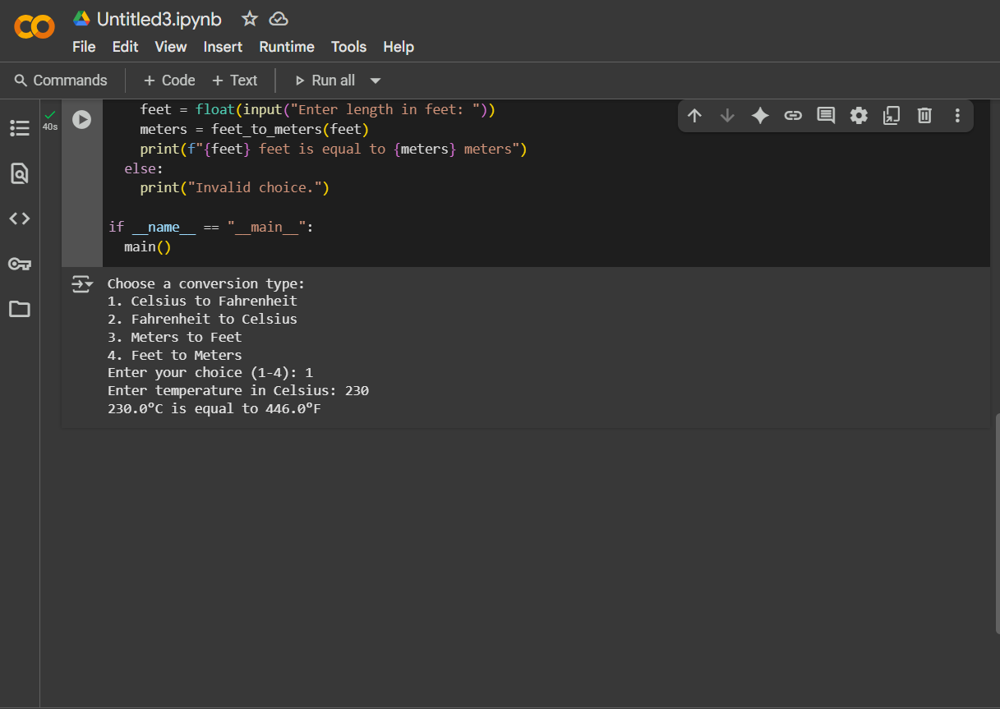 Untitled3.ipynb
File Edit View Insert Runtime Tools Help
Commands + Code + Text Run all
40s
feet = float(input("Enter length in feet: "))
meters = feet_to_meters(feet)
print(f"{feet} feet is equal to {meters} meters")
else:
print("Invalid choice.")
if __name__ == "__main__":
main()
Choose a conversion type:
1. Celsius to Fahrenheit
2. Fahrenheit to Celsius
3. Meters to Feet
4. Feet to Meters
Enter your choice (1-4): 1
Enter temperature in Celsius: 230
230.0°C is equal to 446.0°F